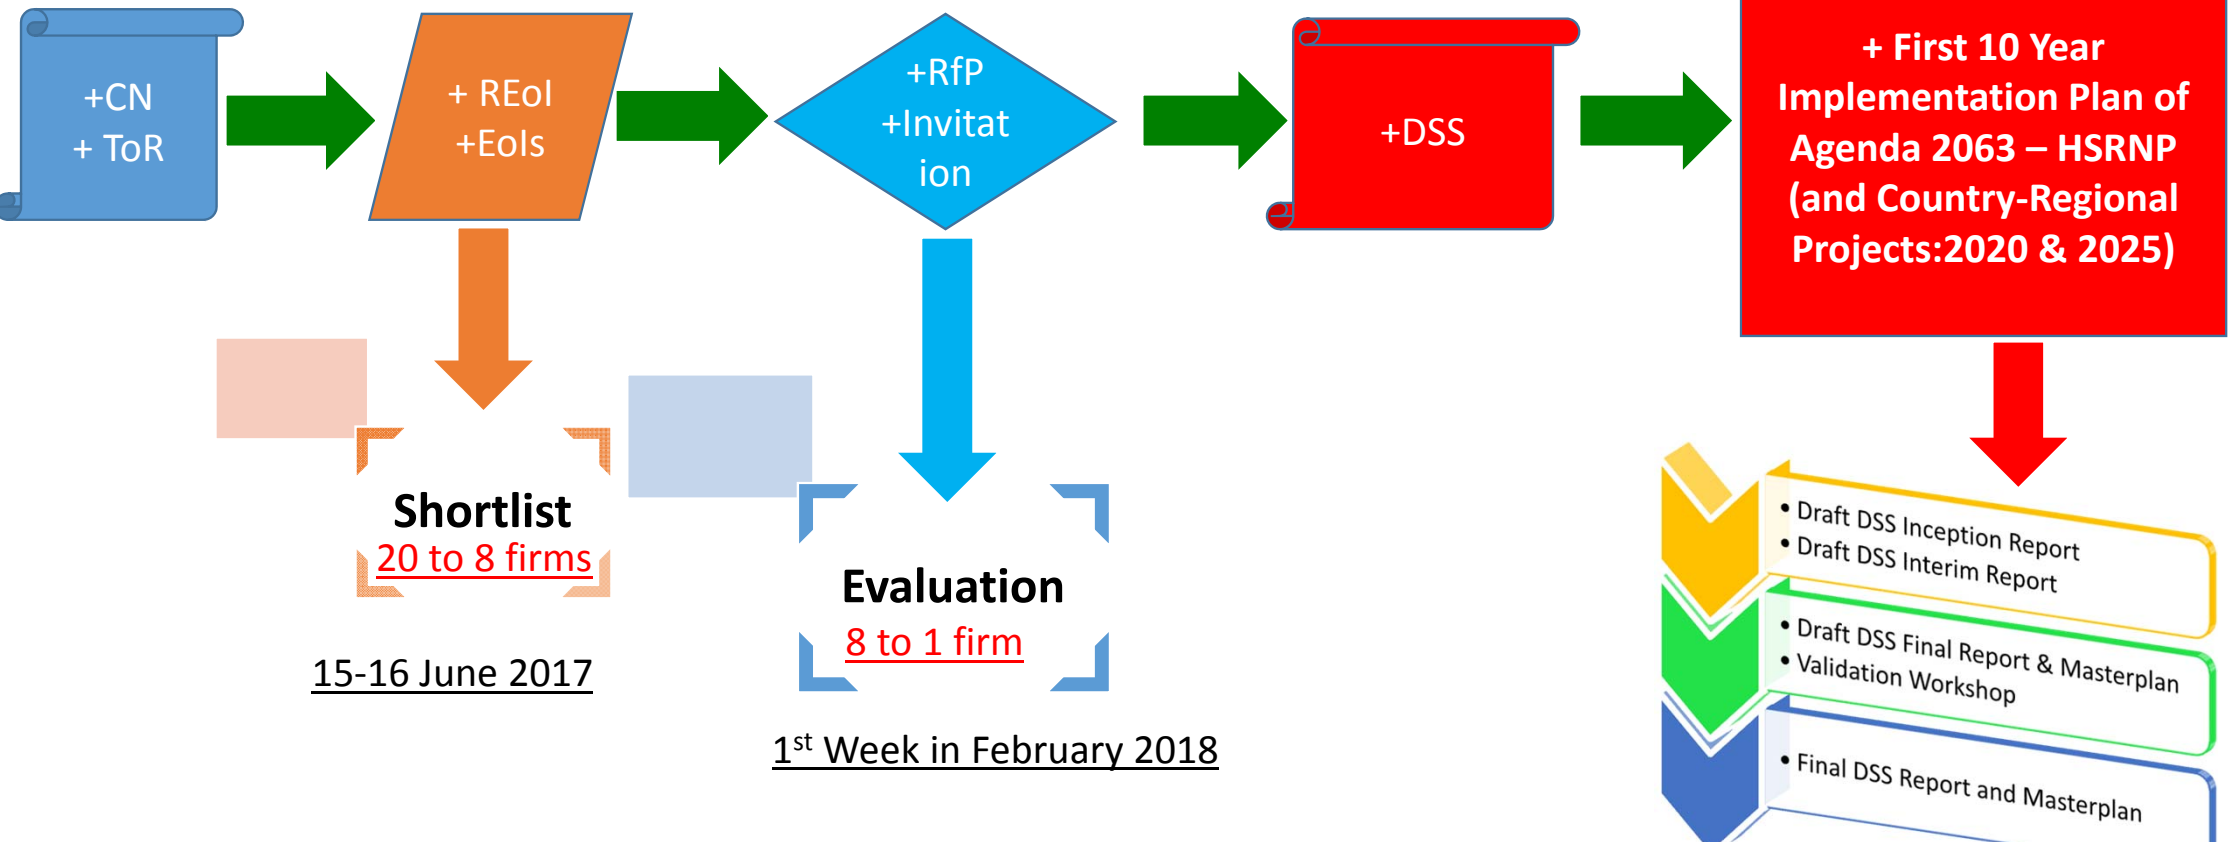 +CN
+ ToR
+ REoI
+EoIs
+RfP
+Invitat
ion
+DSS
+ First 10 Year
Implementation Plan of
Agenda 2063 – HSRNP
(and Country-Regional
Projects:2020 & 2025)
Shortlist
20 to 8 firms
15-16 June 2017
Evaluation
8 to 1 firm
1st Week in February 2018
• Draft DSS Inception Report
• Draft DSS Interim Report
• Draft DSS Final Report & Masterplan
• Validation Workshop
• Final DSS Report and Masterplan